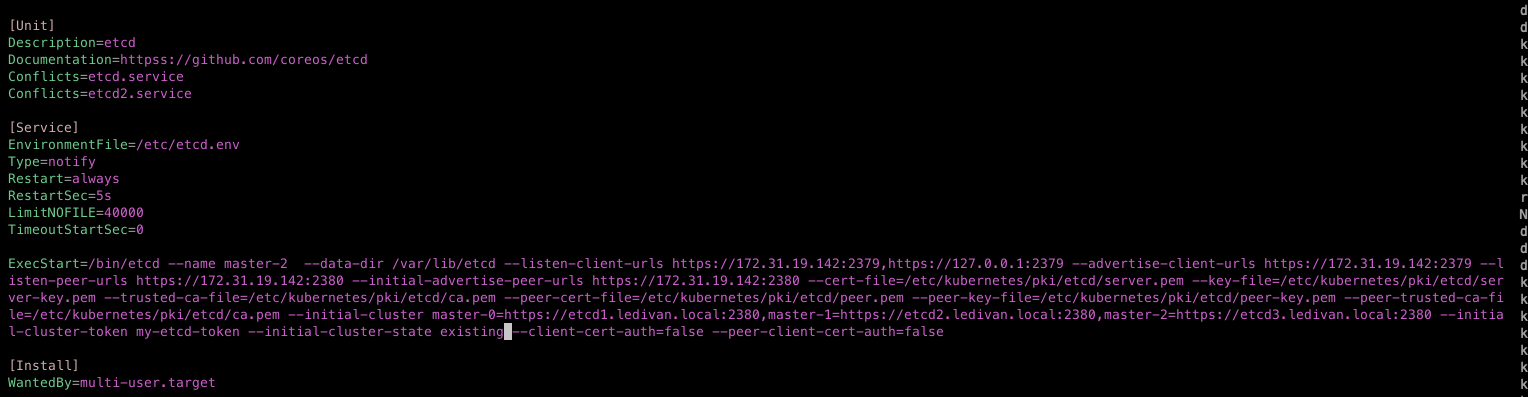 [Unit]
Description=etcd
Documentation=httpss://github.com/coreos/etcd
Conflicts=etcd.service
Conflicts=etcd2.service
[Service]
EnvironmentFile=/etc/etcd.env
Type=notify
Restart=always
RestartSec=5s
LimitNOFILE=40000
TimeoutStartSec=0
ExecStart=/bin/etcd --name master-2  --data-dir /var/lib/etcd --listen-client-urls https://172.31.19.142:2379,https://127.0.0.1:2379 --advertise-client-urls https://172.31.19.142:2379 --l
isten-peer-urls https://172.31.19.142:2380 --initial-advertise-peer-urls https://172.31.19.142:2380 --cert-file=/etc/kubernetes/pki/etcd/server.pem --key-file=/etc/kubernetes/pki/etcd/ser
ver-key.pem --trusted-ca-file=/etc/kubernetes/pki/etcd/ca.pem --peer-cert-file=/etc/kubernetes/pki/etcd/peer.pem --peer-key-file=/etc/kubernetes/pki/etcd/peer-key.pem --peer-trusted-ca-fi
le=/etc/kubernetes/pki/etcd/ca.pem --initial-cluster master-0=https://etcd1.ledivan.local:2380,master-1=https://etcd2.ledivan.local:2380,master-2=https://etcd3.ledivan.local:2380 --initia
l-cluster-token my-etcd-token --initial-cluster-state existing --client-cert-auth=false --peer-client-cert-auth=false
[Install]
WantedBy=multi-user.target
d
d
k
k
k
k
k
k
k
k
k
r
N
d
d
d
k
k
k
k
k
k
k